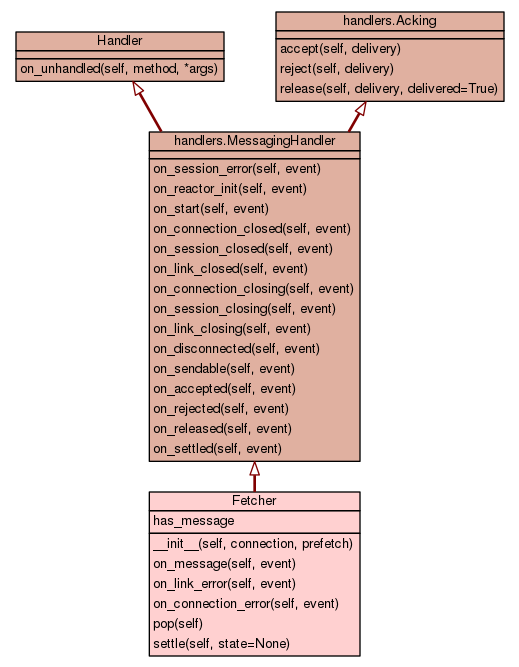 Handler
on_unhandled(self, method, *args)
handlers.Acking
accept(self, delivery)
reject(self, delivery)
release(self, delivery, delivered=True)
handlers.MessagingHandler
on_session_error(self, event)
on_reactor_init(self, event)
on_start(self, event)
on_connection_closed(self, event)
on_session_closed(self, event)
on_link_closed(self, event)
on_connection_closing(self, event)
on_session_closing(self, event)
on_link_closing(self, event)
on_disconnected(self, event)
on_sendable(self, event)
on_accepted(self, event)
on_rejected(self, event)
on_released(self, event)
on_settled(self, event)
Fetcher
has_message
__init__(self, connection, prefetch)
on_message(self, event)
on_link_error(self, event)
on_connection_error(self, event)
pop(self)
settle(self, state=None)